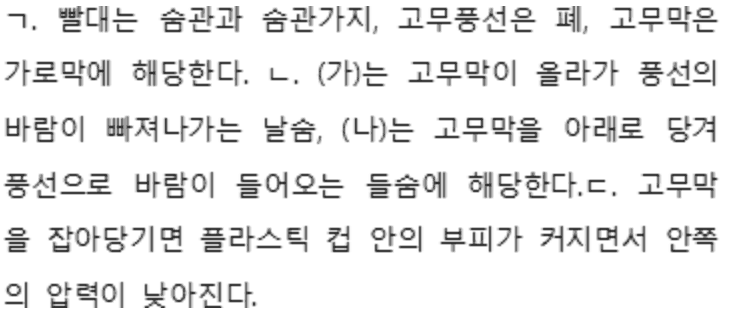 ㄱ. 빨대는 숨관과 숨관가지, 고무풍선은 폐, 고무막은
가로막에 해당한다. ㄴ. (가)는 고무막이 올라가 풍선의
바람이 빠져나가는 날숨, (나)는 고무막을 아래로 당겨
풍선으로 바람이 들어오는 들숨에 해당한다.ㄷ. 고무막
을 잡아당기면 플라스틱 컵 안의 부피가 커지면서 안쪽
의 압력이 낮아진다.